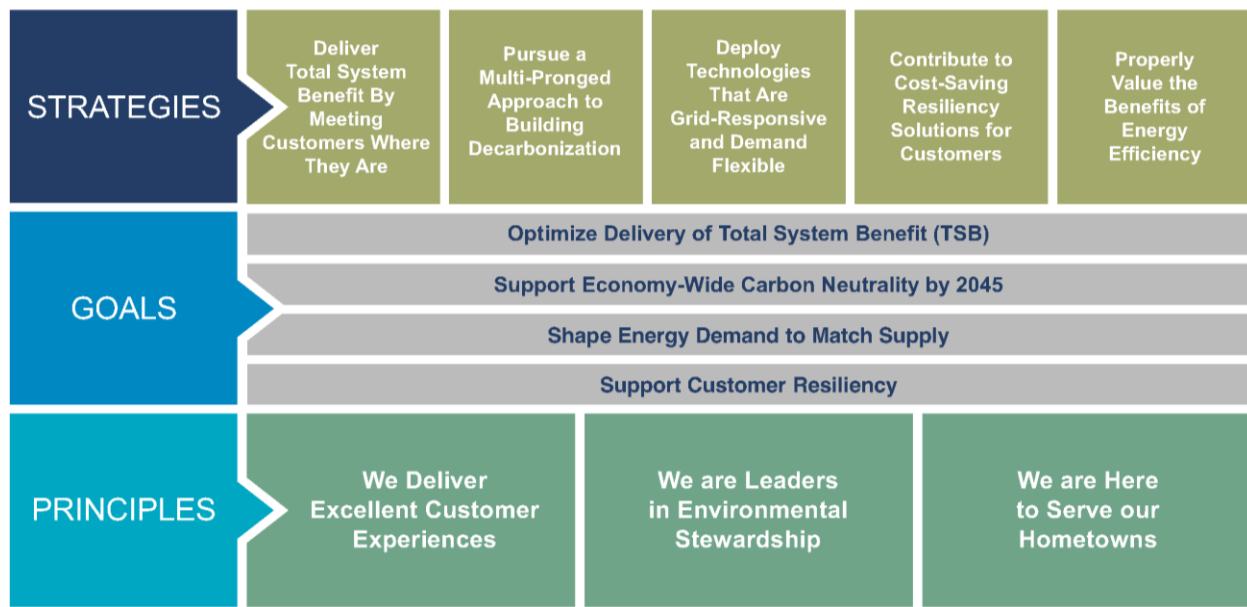 STRATEGIES
Deliver
Total System
Benefit By
Meeting
Customers Where
They Are
Pursue a
Multi-Pronged
Approach to
Building
Decarbonization
Deploy
Technologies
That Are
Grid-Responsive
and Demand
Flexible
Contribute to
Cost-Saving
Resiliency
Solutions for
Customers
Properly
Value the
Benefits of
Energy
Efficiency
GOALS
Optimize Delivery of Total System Benefit (TSB)
Support Economy-Wide Carbon Neutrality by 2045
Shape Energy Demand to Match Supply
Support Customer Resiliency
PRINCIPLES
We Deliver
Excellent Customer
Experiences
We are Leaders
in Environmental
Stewardship
We are Here
to Serve our
Hometowns